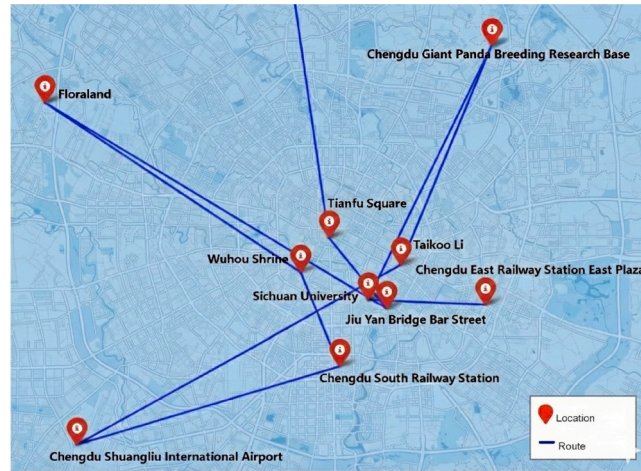 Chengdu Giant Panda Breeding Research Base
Floraland
Tianfu Square
Taikoo Li
Wuhou Shrine
Chengdu East Railway Station East Plaza
Sichuan University
Jiu Yan Bridge Bar Street
Chengdu South Railway Station
Chengdu Shuangliu International Airport
Location
Route